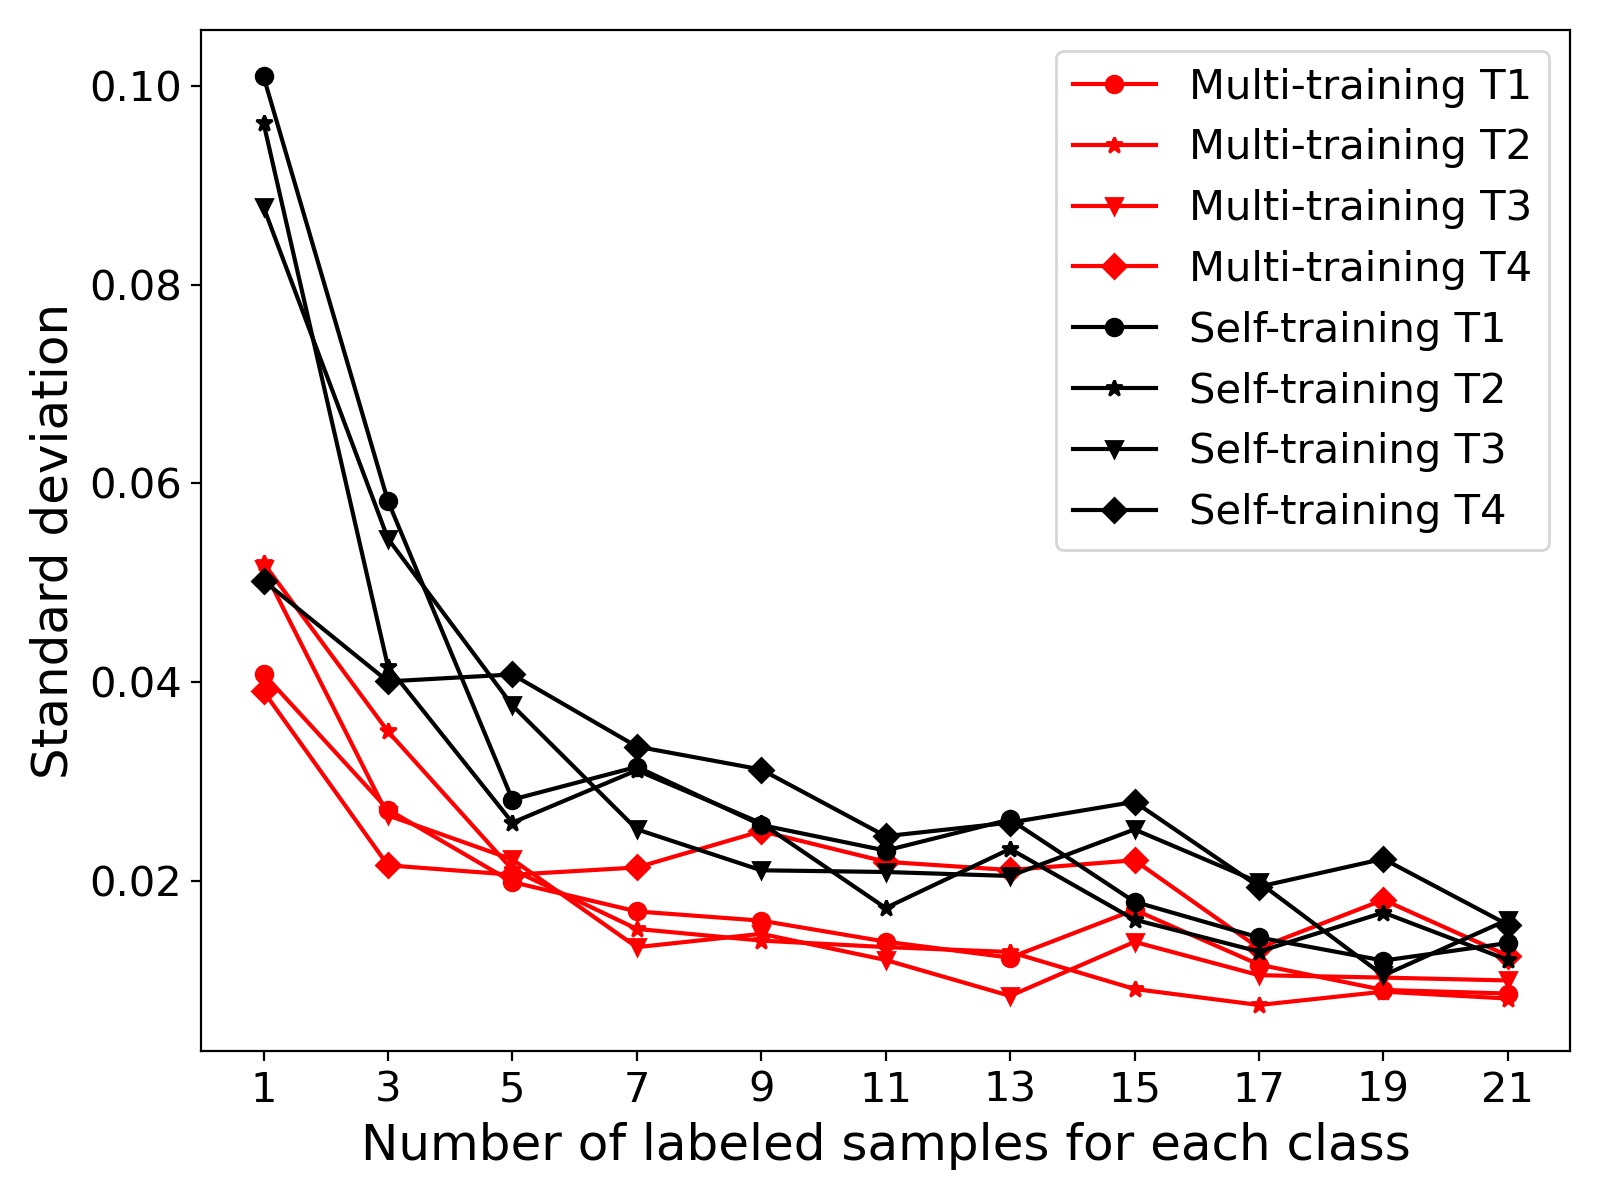 0.10
0.08
0.06
0.04
0.02
Standard deviation
Multi-training T1
Multi-training T2
Multi-training T3
Multi-training T4
Self-training T1
Self-training T2
Self-training T3
Self-training T4
1 3 5 7 9 11 13 15 17 19 21
Number of labeled samples for each class